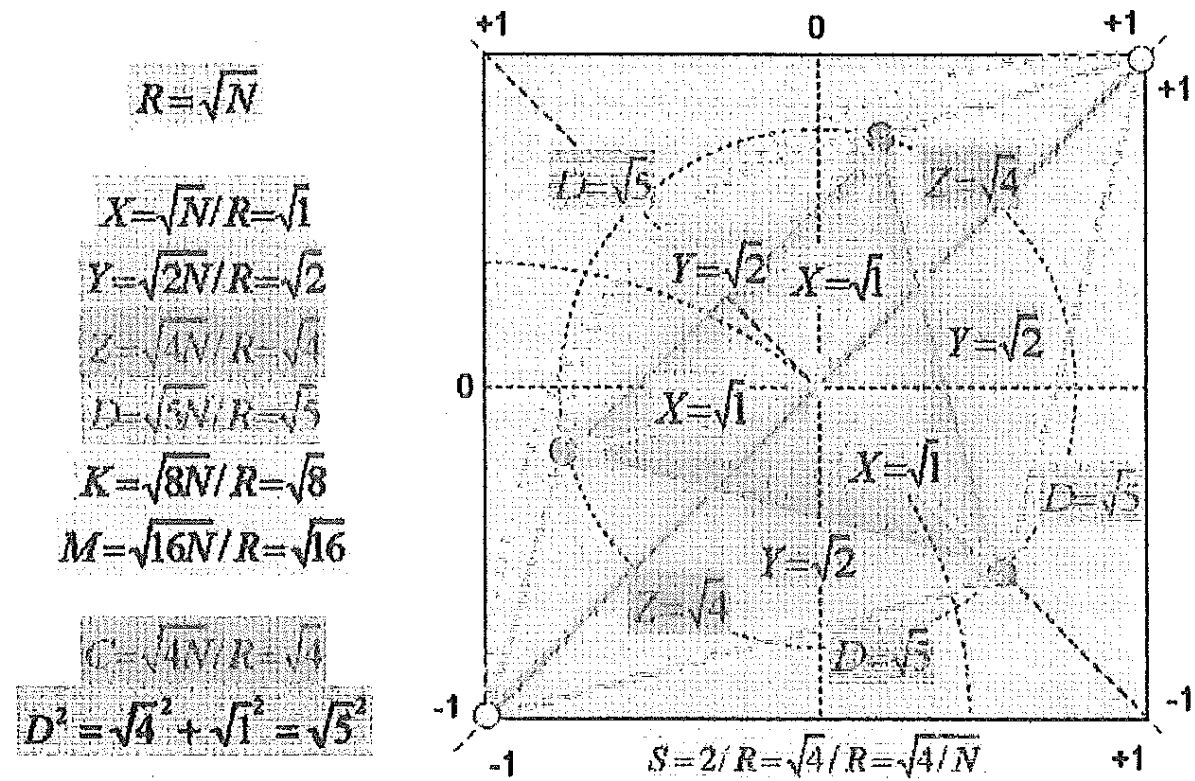 R=√N
X=√N/R=√1
Y=√2N/R=√2
Z=√4N/R=√4
D=√5N/R=√5
K=√8N/R=√8
M=√16N/R=√16
C=√4N/R=√4
D²=√4²+√1²=√5²
+1 0 +1
+1
D=√5 Z=√4
Y=√2 X=√1
Y=√2
0
X=√1
X=√1
D=√5
Y=√2
Z=√4
D=√5
-1 -1
-1 +1
S=2/R=√4/R=√4/N